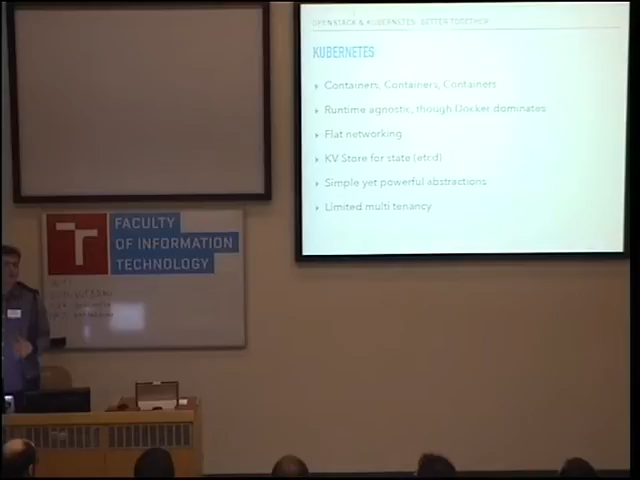 OPENSTACK & KUBERNETES: BETTER TOGETHER
KUBERNETES
Containers, Containers, Containers
Runtime agnostic, though Docker dominates
Flat networking
KV Store for state (etcd)
Simple yet powerful abstractions
Limited multi tenancy
FACULTY
OF INFORMATION
TECHNOLOGY